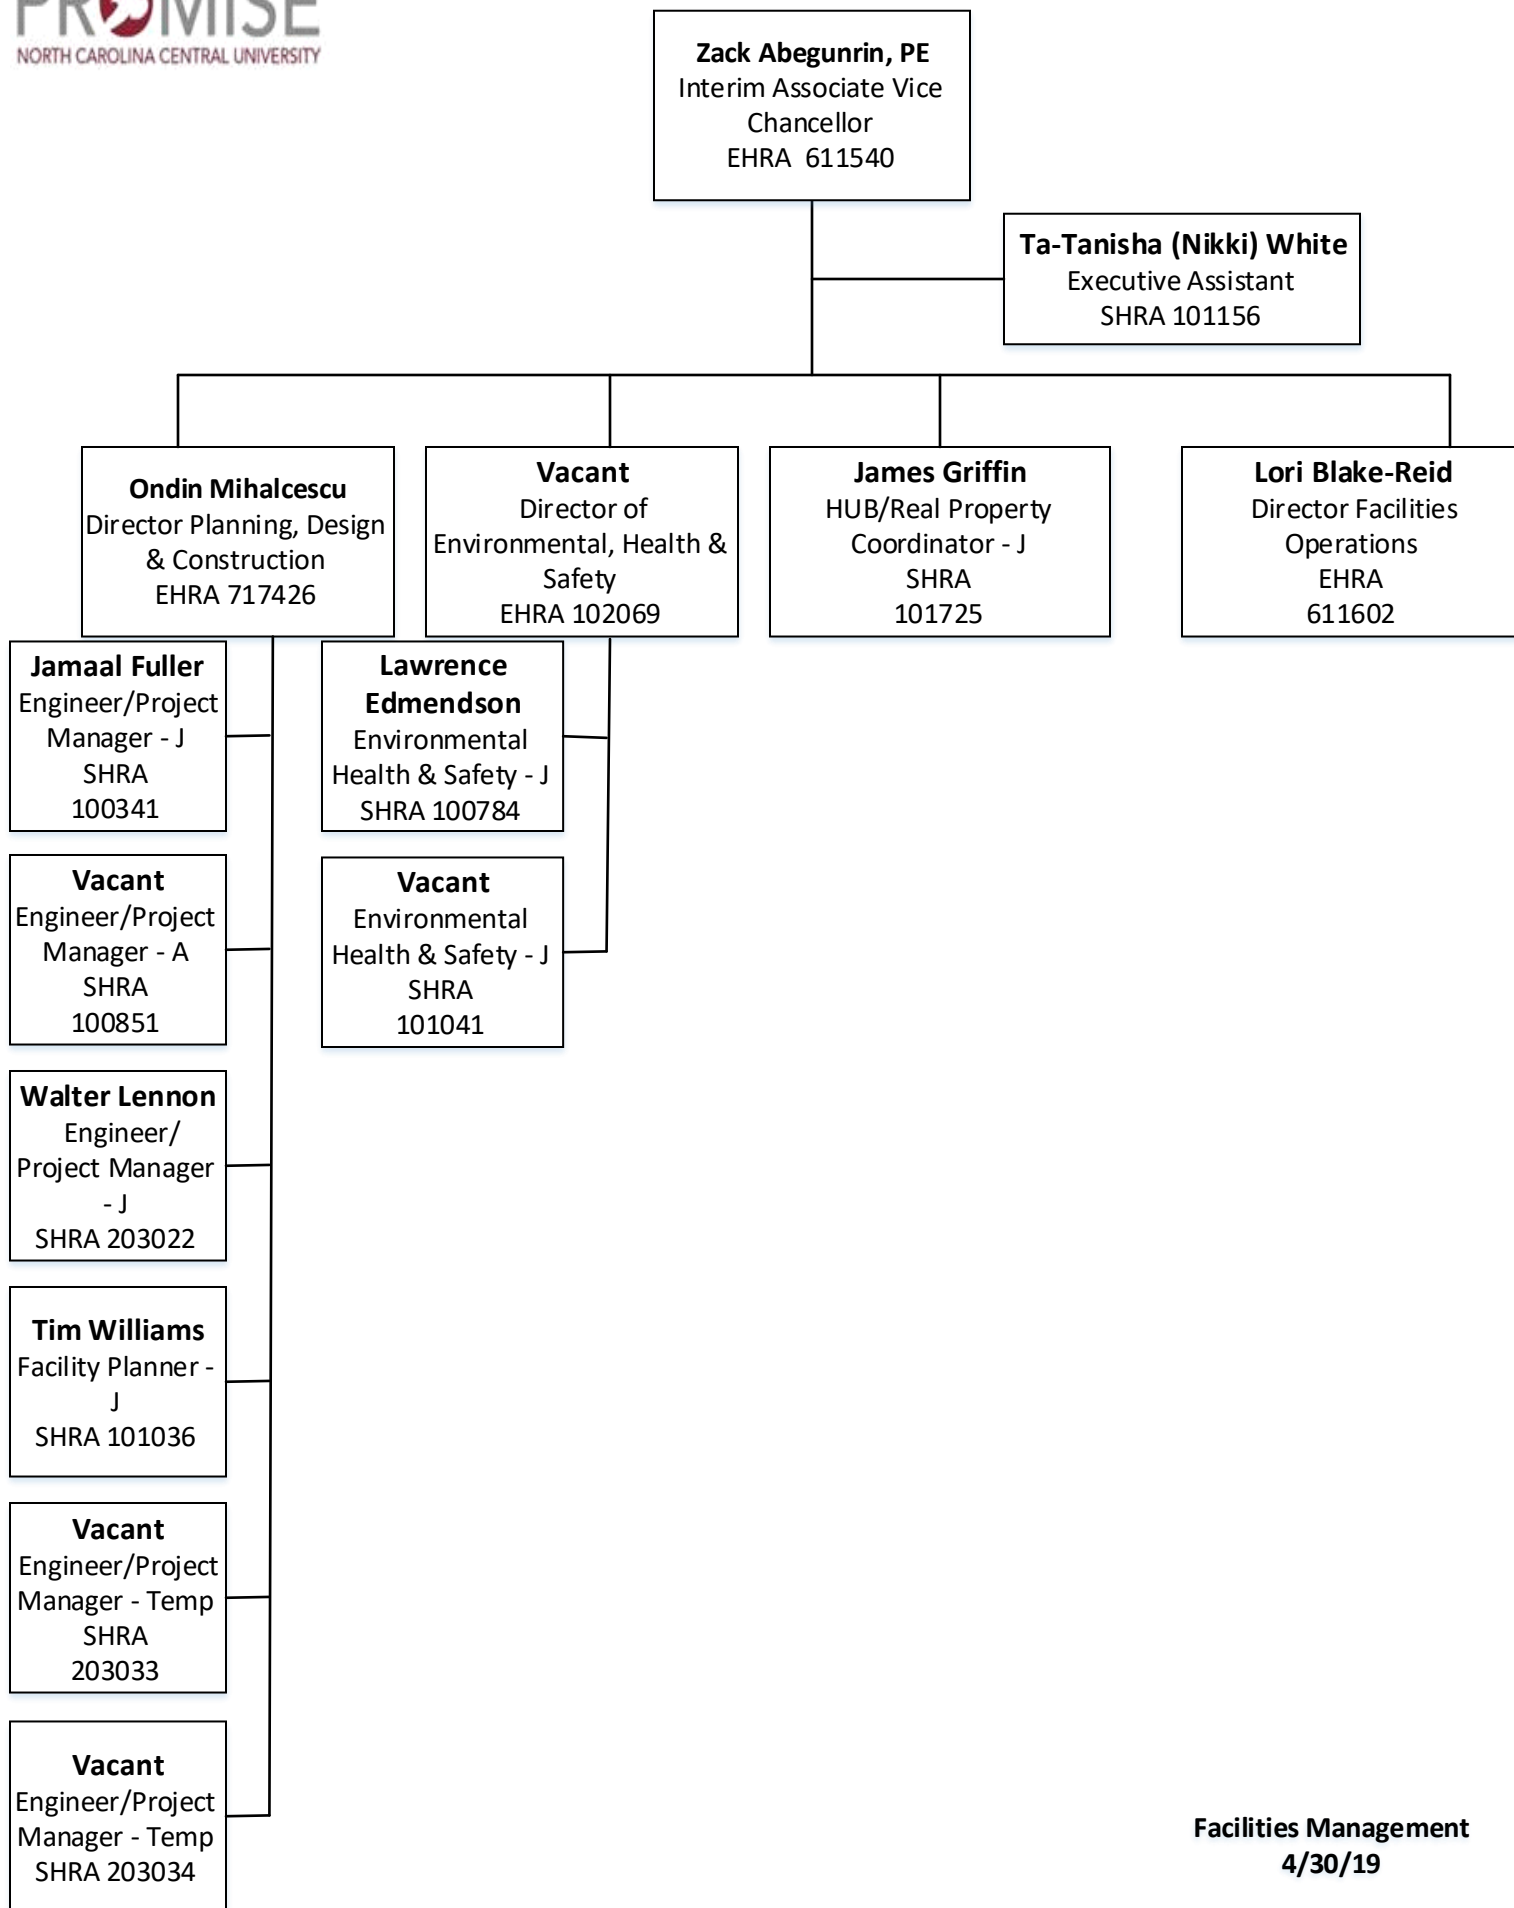 PROMISE
NORTH CAROLINA CENTRAL UNIVERSITY
Zack Abegunrin, PE
Interim Associate Vice
Chancellor
EHRA 611540
Ta-Tanisha (Nikki) White
Executive Assistant
SHRA 101156
Ondin Mihalcescu
Director Planning, Design
& Construction
EHRA 717426
Vacant
Director of
Environmental, Health &
Safety
EHRA 102069
James Griffin
HUB/Real Property
Coordinator - J
SHRA
101725
Lori Blake-Reid
Director Facilities
Operations
EHRA
611602
Jamaal Fuller
Engineer/Project
Manager - J
SHRA
100341
Vacant
Engineer/Project
Manager - A
SHRA
100851
Walter Lennon
Engineer/
Project Manager
- J
SHRA 203022
Tim Williams
Facility Planner -
J
SHRA 101036
Vacant
Engineer/Project
Manager - Temp
SHRA
203033
Vacant
Engineer/Project
Manager - Temp
SHRA 203034
Lawrence
Edmendson
Environmental
Health & Safety - J
SHRA 100784
Vacant
Environmental
Health & Safety - J
SHRA
101041
Facilities Management
4/30/19